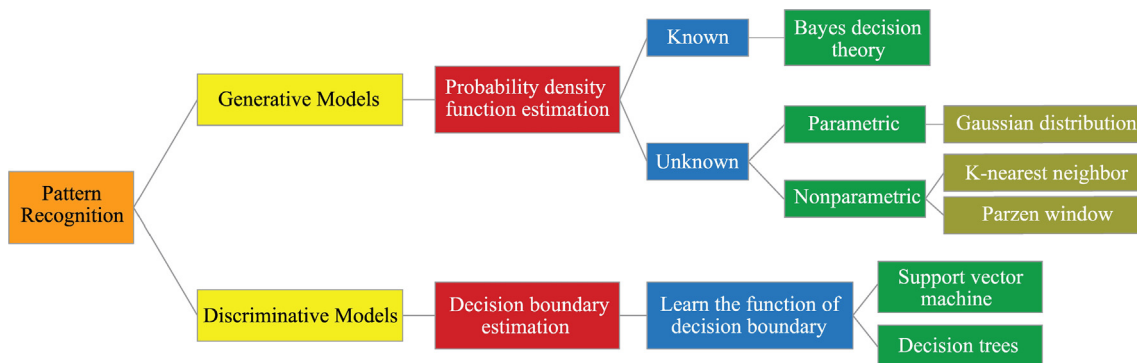 Pattern
Recognition
Generative Models
Probability density
function estimation
Known
Bayes decision
theory
Unknown
Parametric
Gaussian distribution
Nonparametric
K-nearest neighbor
Parzen window
Discriminative Models
Decision boundary
estimation
Learn the function of
decision boundary
Support vector
machine
Decision trees